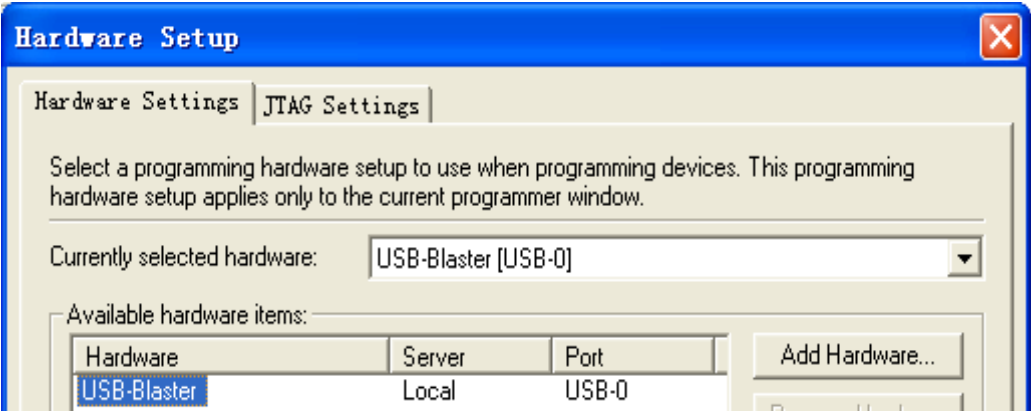 Hardware Setup
Hardware Settings JTAG Settings
Select a programming hardware setup to use when programming devices. This programming
hardware setup applies only to the current programmer window.
Currently selected hardware: USB-Blaster [USB-0]
Available hardware items:
Hardware Server Port Add Hardware...
USB-Blaster Local USB-0